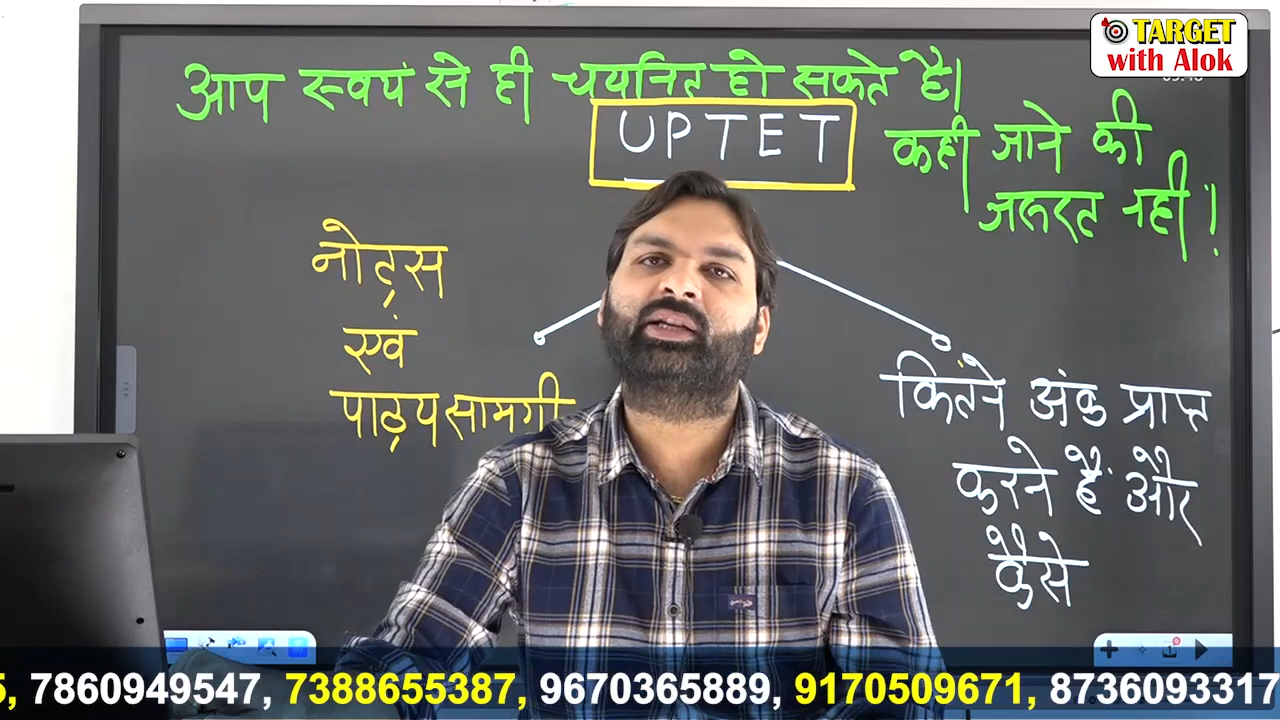 TARGET
with Alok
आप स्वयं से ही चयनित हो सकते है।
UPTET
कही जाने की
जरूरत नही!
नोट्स
एवं
पाठ्य सामग्री
कितने अंक प्राप्त
करने हैं और
कैसे
5, 7860949547, 7388655387, 9670365889, 9170509671, 8736093317